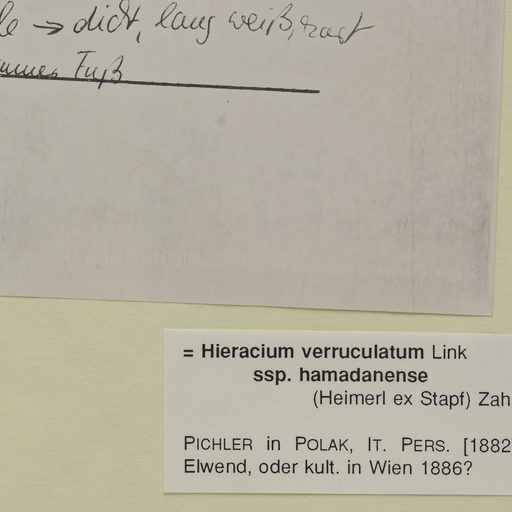 → dicht, lang weiß, zart
Fuß
= Hieracium verruculatum Link
ssp. hamadanense
(Heimerl ex Stapf) Zah
PICHLER in POLAK, IT. PERS. [1882
Elwend, oder kult. in Wien 1886?